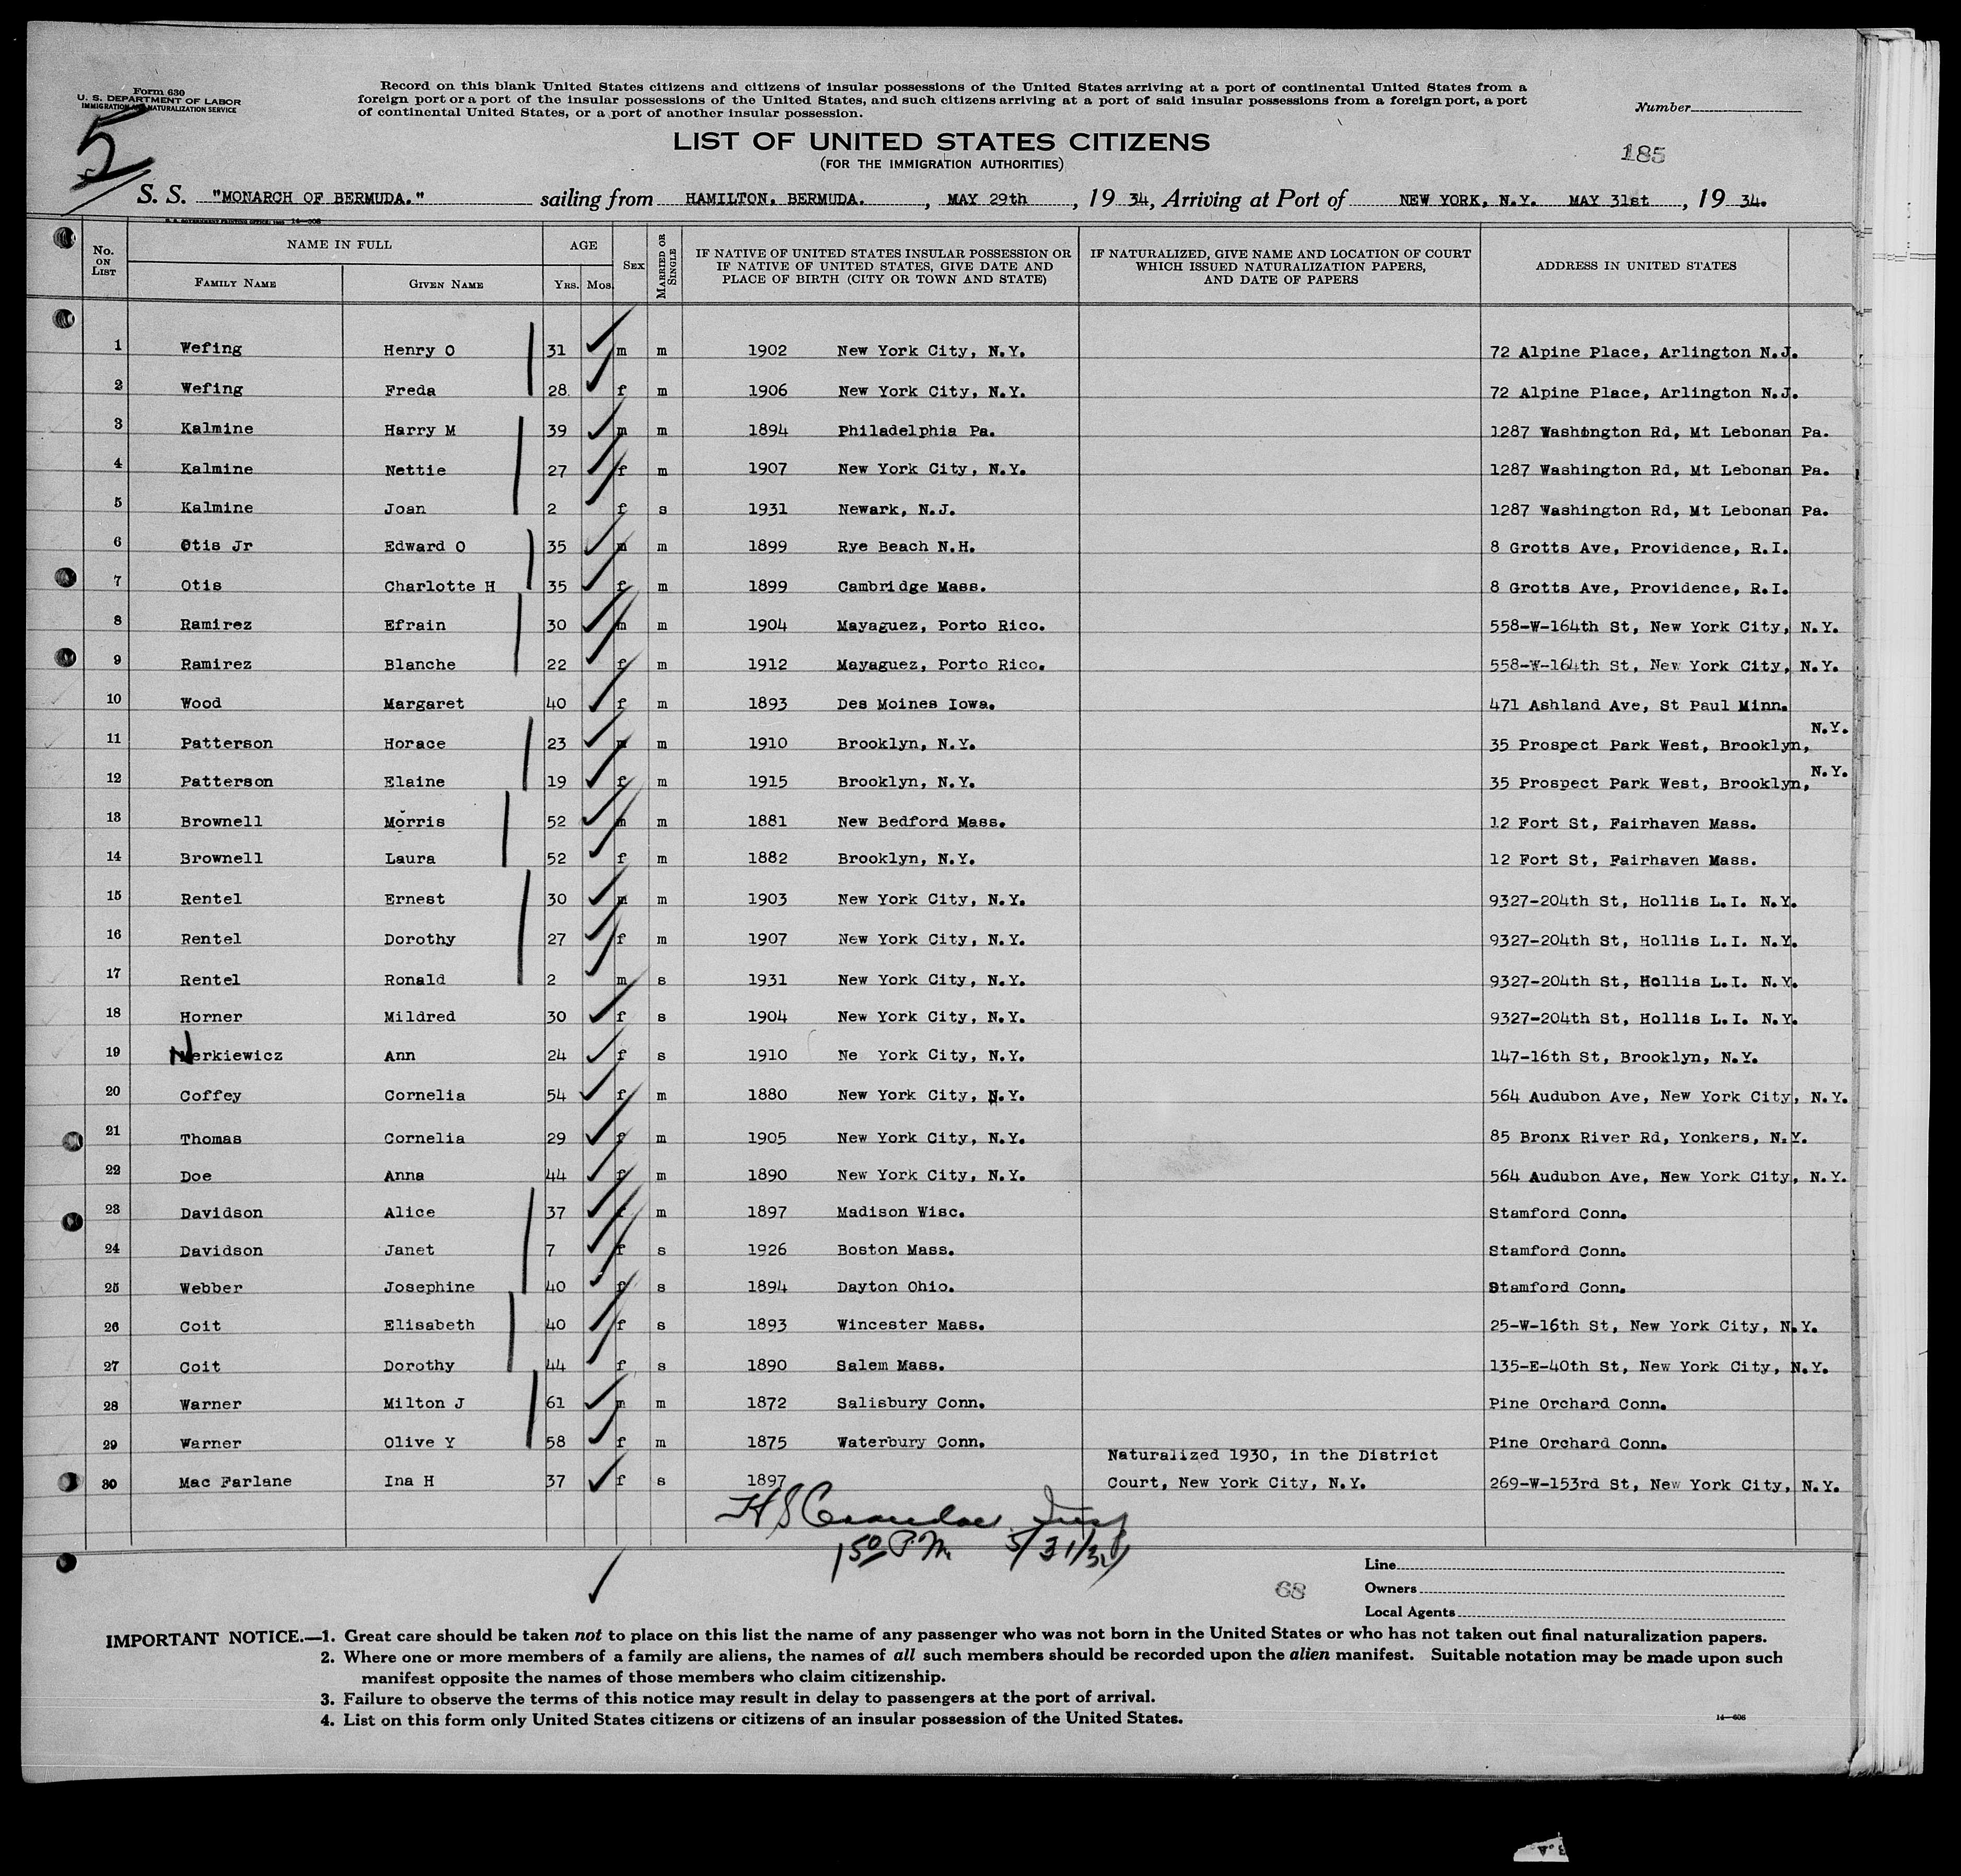 Form 630
U. S. DEPARTMENT OF LABOR
IMMIGRATION AND NATURALIZATION SERVICE
5
Record on this blank United States citizens and citizens of insular possessions of the United States arriving at a port of continental United States from a
foreign port or a port of the insular possessions of the United States, and such citizens arriving at a port of said insular possessions from a foreign port, a port
of continental United States, or a port of another insular possession.
Number
LIST OF UNITED STATES CITIZENS
(FOR THE IMMIGRATION AUTHORITIES)
185
S. S. "MONARCH OF BERMUDA." sailing from HAMILTON, BERMUDA. , MAY 29th , 19 34, Arriving at Port of NEW YORK, N.Y. MAY 31st , 19 34.
No. ON LIST NAME IN FULL FAMILY NAME GIVEN NAME AGE YRS. MOS. SEX MARRIED OR SINGLE IF NATIVE OF UNITED STATES INSULAR POSSESSION OR IF NATIVE OF UNITED STATES, GIVE DATE AND PLACE OF BIRTH (CITY OR TOWN AND STATE) IF NATURALIZED, GIVE NAME AND LOCATION OF COURT WHICH ISSUED NATURALIZATION PAPERS, AND DATE OF PAPERS ADDRESS IN UNITED STATES
1 Wefing Henry O 31 m m 1902 New York City, N.Y. 72 Alpine Place, Arlington N.J.
2 Wefing Freda 28 f m 1906 New York City, N.Y. 72 Alpine Place, Arlington N.J.
3 Kalmine Harry M 39 m m 1894 Philadelphia Pa. 1287 Washington Rd, Mt Lebonan Pa.
4 Kalmine Nettie 27 f m 1907 New York City, N.Y. 1287 Washington Rd, Mt Lebonan Pa.
5 Kalmine Joan 2 f s 1931 Newark, N.J. 1287 Washington Rd, Mt Lebonan Pa.
6 Otis Jr Edward O 35 m m 1899 Rye Beach N.H. 8 Grotts Ave, Providence, R.I.
7 Otis Charlotte H 35 f m 1899 Cambridge Mass. 8 Grotts Ave, Providence, R.I.
8 Ramirez Efrain 30 m m 1904 Mayaguez, Porto Rico. 558-W-164th St, New York City, N.Y.
9 Ramirez Blanche 22 f m 1912 Mayaguez, Porto Rico. 558-W-164th St, New York City, N.Y.
10 Wood Margaret 40 f m 1893 Des Moines Iowa. 471 Ashland Ave, St Paul Minn.
11 Patterson Horace 23 m m 1910 Brooklyn, N.Y. 35 Prospect Park West, Brooklyn, N.Y.
12 Patterson Elaine 19 f m 1915 Brooklyn, N.Y. 35 Prospect Park West, Brooklyn, N.Y.
13 Brownell Morris 52 m m 1881 New Bedford Mass. 12 Fort St, Fairhaven Mass.
14 Brownell Laura 52 f m 1882 Brooklyn, N.Y. 12 Fort St, Fairhaven Mass.
15 Rentel Ernest 30 m m 1903 New York City, N.Y. 9327-204th St, Hollis L.I. N.Y.
16 Rentel Dorothy 27 f m 1907 New York City, N.Y. 9327-204th St, Hollis L.I. N.Y.
17 Rentel Ronald 2 m s 1931 New York City, N.Y. 9327-204th St, Hollis L.I. N.Y.
18 Horner Mildred 30 f s 1904 New York City, N.Y. 9327-204th St, Hollis L.I. N.Y.
19 Nerkiewicz Ann 24 f s 1910 Ne York City, N.Y. 147-16th St, Brooklyn, N.Y.
20 Coffey Cornelia 54 f m 1880 New York City, N.Y. 564 Audubon Ave, New York City, N.Y.
21 Thomas Cornelia 29 f m 1905 New York City, N.Y. 85 Bronx River Rd, Yonkers, N.Y.
22 Doe Anna 44 f m 1890 New York City, N.Y. 564 Audubon Ave, New York City, N.Y.
23 Davidson Alice 37 f m 1897 Madison Wisc. Stamford Conn.
24 Davidson Janet 7 f s 1926 Boston Mass. Stamford Conn.
25 Webber Josephine 40 f s 1894 Dayton Ohio. Stamford Conn.
26 Coit Elisabeth 40 f s 1893 Wincester Mass. 25-W-16th St, New York City, N.Y.
27 Coit Dorothy 44 f s 1890 Salem Mass. 135-E-40th St, New York City, N.Y.
28 Warner Milton J 61 m m 1872 Salisbury Conn. Pine Orchard Conn.
29 Warner Olive Y 58 f m 1875 Waterbury Conn. Pine Orchard Conn.
30 Mac Farlane Ina H 37 f s 1897 Naturalized 1930, in the District Court, New York City, N.Y. 269-W-153rd St, New York City, N.Y.
150 P.M. 5/31/34
68
Line
Owners
Local Agents
IMPORTANT NOTICE.—1. Great care should be taken not to place on this list the name of any passenger who was not born in the United States or who has not taken out final naturalization papers.
2. Where one or more members of a family are aliens, the names of all such members should be recorded upon the alien manifest. Suitable notation may be made upon such
manifest opposite the names of those members who claim citizenship.
3. Failure to observe the terms of this notice may result in delay to passengers at the port of arrival.
4. List on this form only United States citizens or citizens of an insular possession of the United States.
14—608